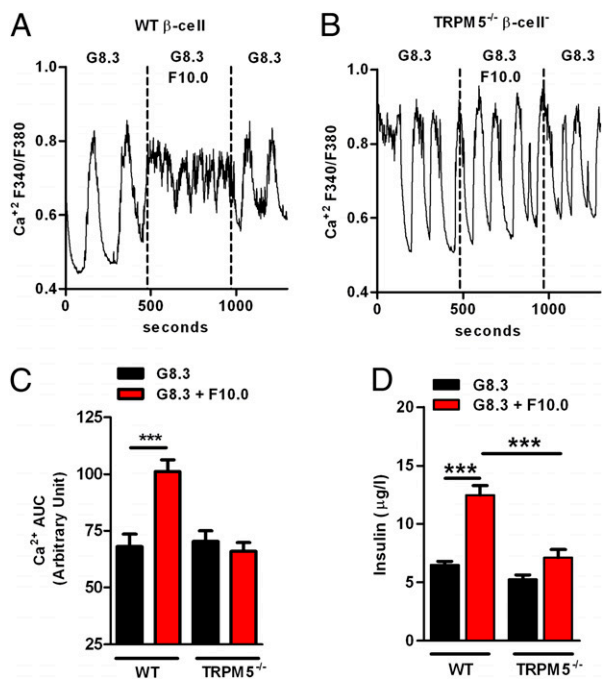 A
WT β-cell
G8.3 G8.3 G8.3
F10.0
1.0
0.8
0.6
0.4
Ca⁺² F340/F380
0 500 1000
seconds
B
TRPM5⁻/⁻ β-cell⁻
G8.3 G8.3 G8.3
F10.0
1.0
0.8
0.6
0.4
Ca⁺² F340/F380
0 500 1000
seconds
C
G8.3
G8.3 + F10.0
***
125
100
75
50
25
Ca²⁺ AUC
(Arbitrary Unit)
WT TRPM5⁻/⁻
D
G8.3
G8.3 + F10.0
***
***
20
15
10
5
0
Insulin (µg/l)
WT TRPM5⁻/⁻